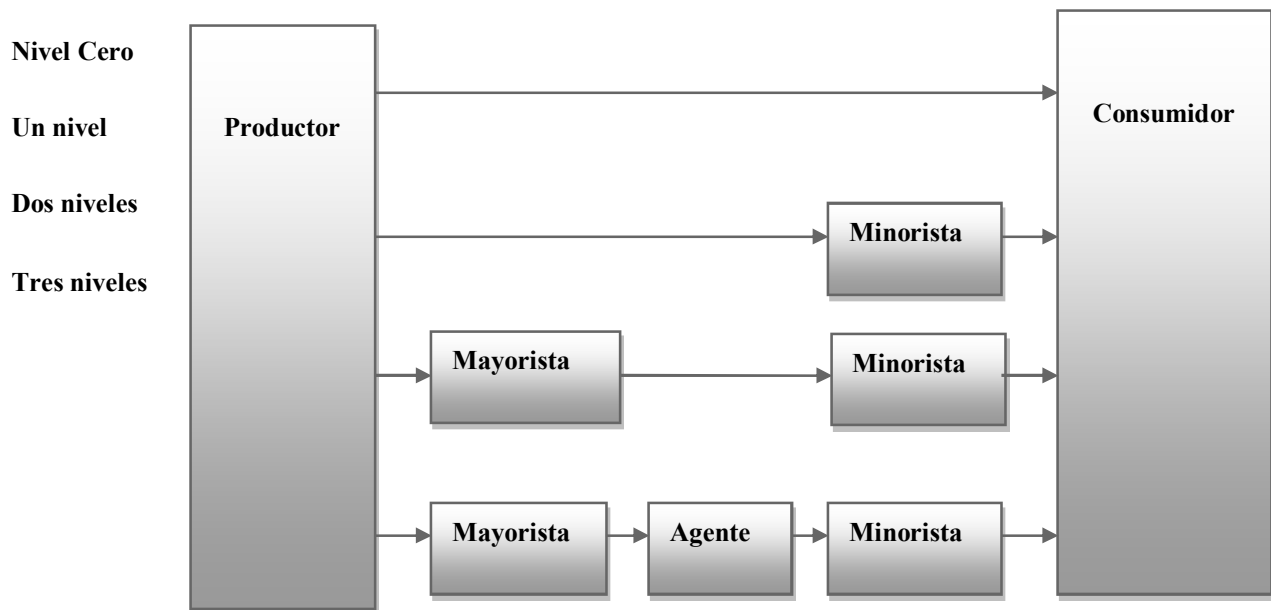 Nivel Cero
Un nivel
Dos niveles
Tres niveles
Productor
Consumidor
Minorista
Mayorista
Minorista
Mayorista
Agente
Minorista